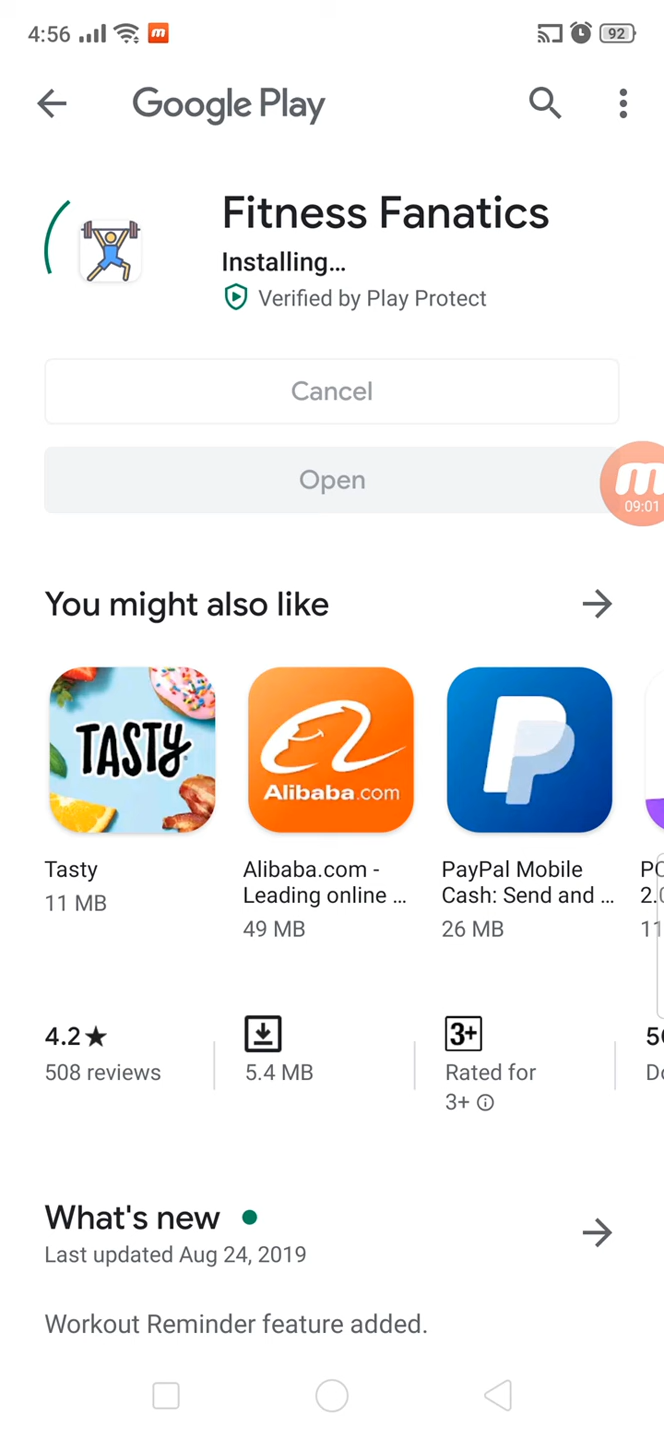 4:56
92
Google Play
Fitness Fanatics
Installing...
Verified by Play Protect
Cancel
Open
m
09:01
You might also like
TASTY
Alibaba.com
Tasty
11 MB
Alibaba.com -
Leading online ...
49 MB
PayPal Mobile
Cash: Send and ...
26 MB
4.2★
508 reviews
5.4 MB
3+
Rated for
3+
What's new
Last updated Aug 24, 2019
Workout Reminder feature added.